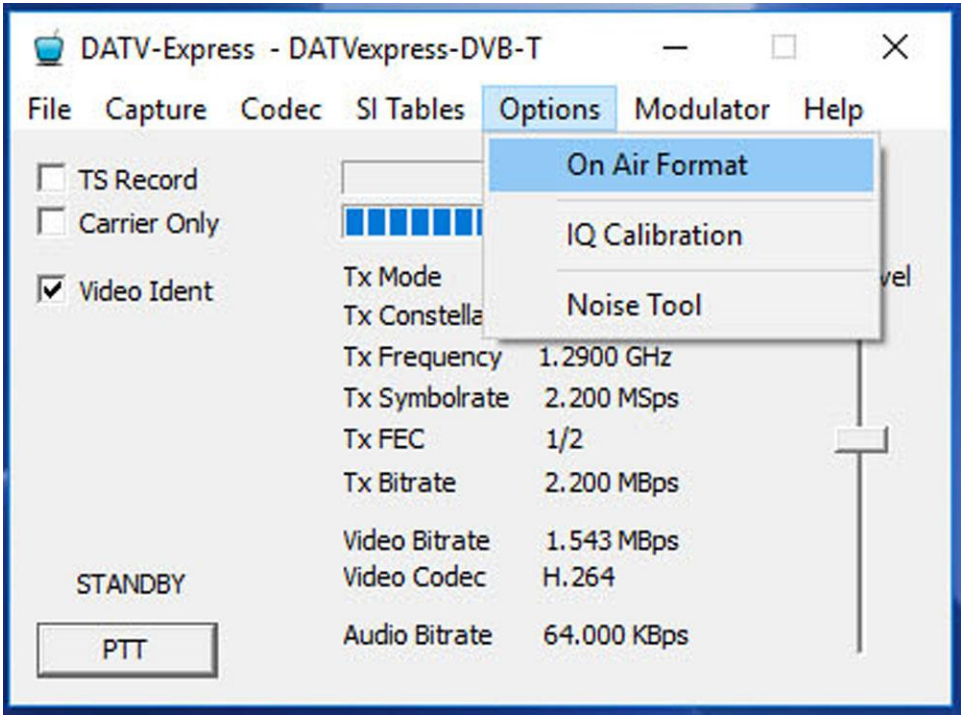 DATV-Express - DATVexpress-DVB-T
File Capture Codec SI Tables Options Modulator Help
On Air Format
IQ Calibration
Noise Tool
TS Record
Carrier Only
Video Ident
Tx Mode
Tx Constella
Tx Frequency 1.2900 GHz
Tx Symbolrate 2.200 MSps
Tx FEC 1/2
Tx Bitrate 2.200 MBps
Video Bitrate 1.543 MBps
Video Codec H.264
Audio Bitrate 64.000 KBps
STANDBY
PTT